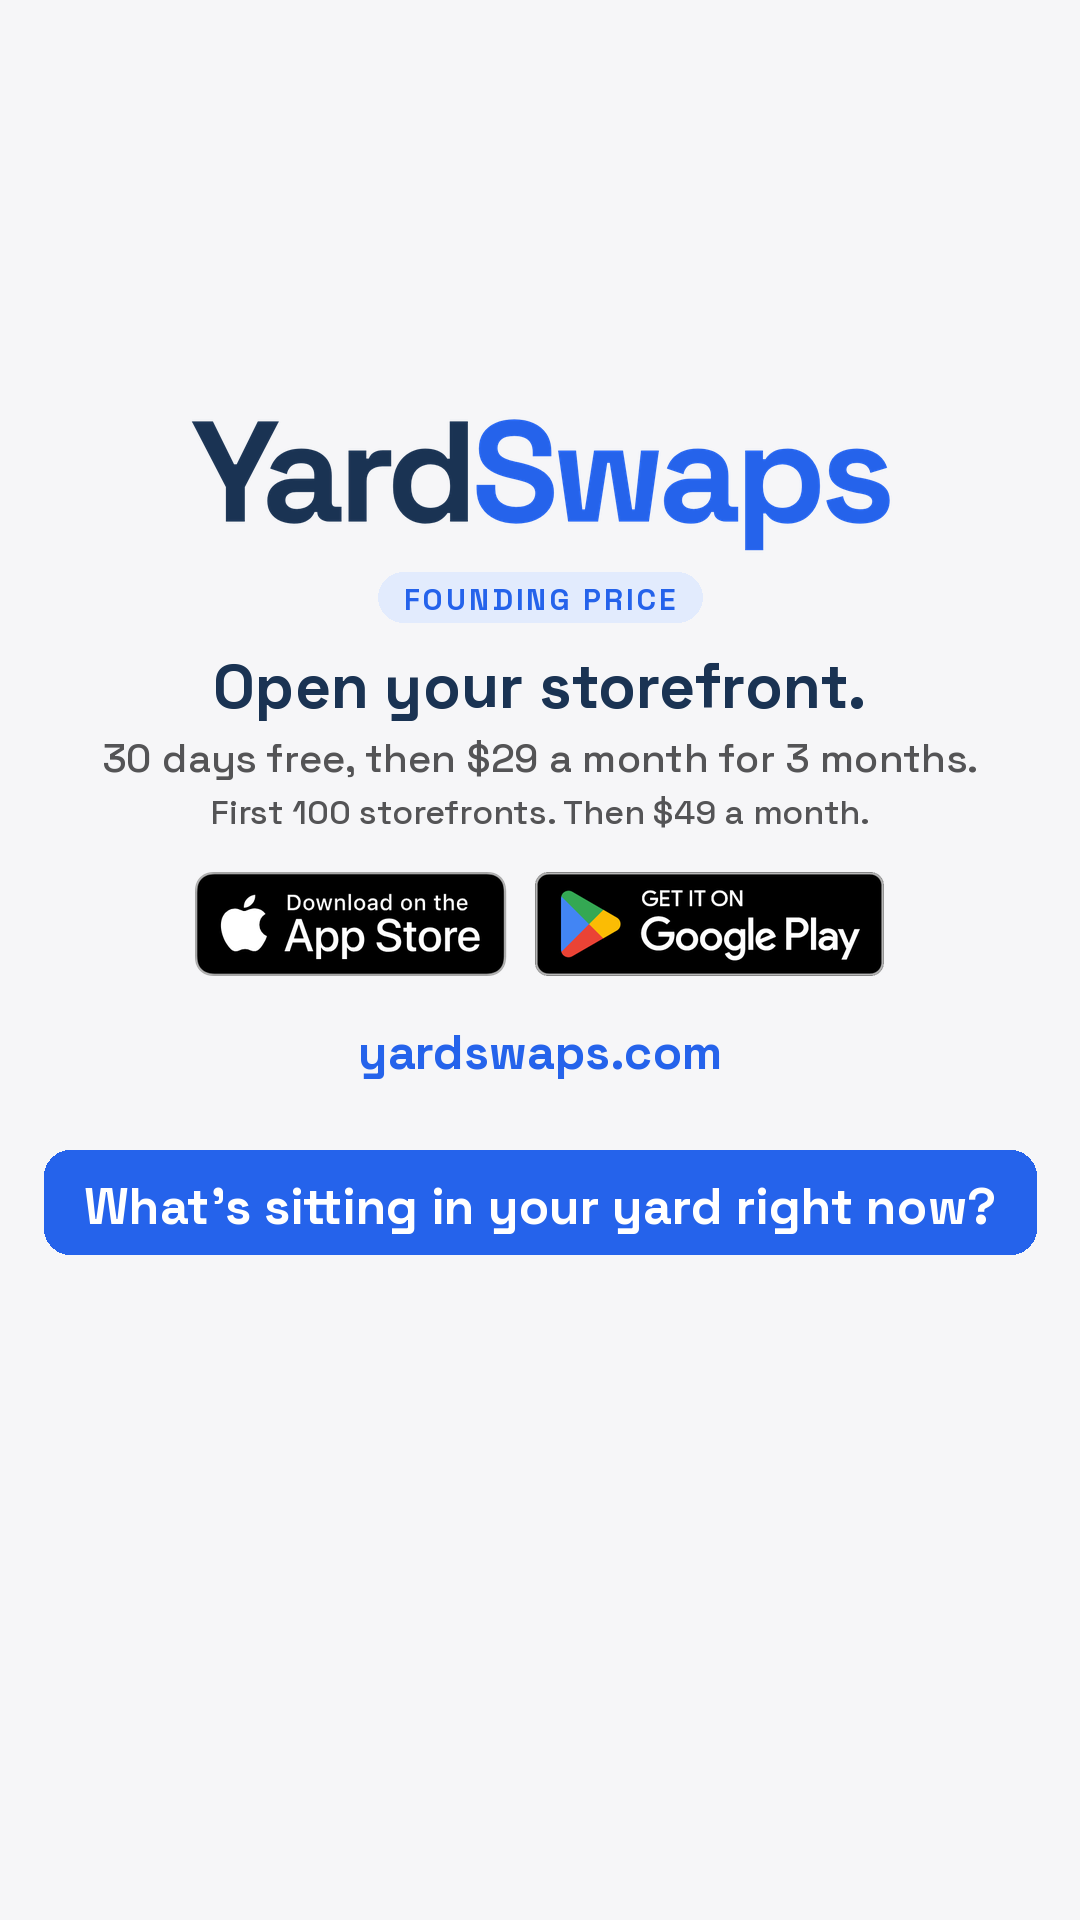 YardSwaps
FOUNDING PRICE
Open your storefront.
30 days free, then $29 a month for 3 months.
First 100 storefronts. Then $49 a month.
Download on the
App Store
GET IT ON
Google Play
yardswaps.com
What’s sitting in your yard right now?